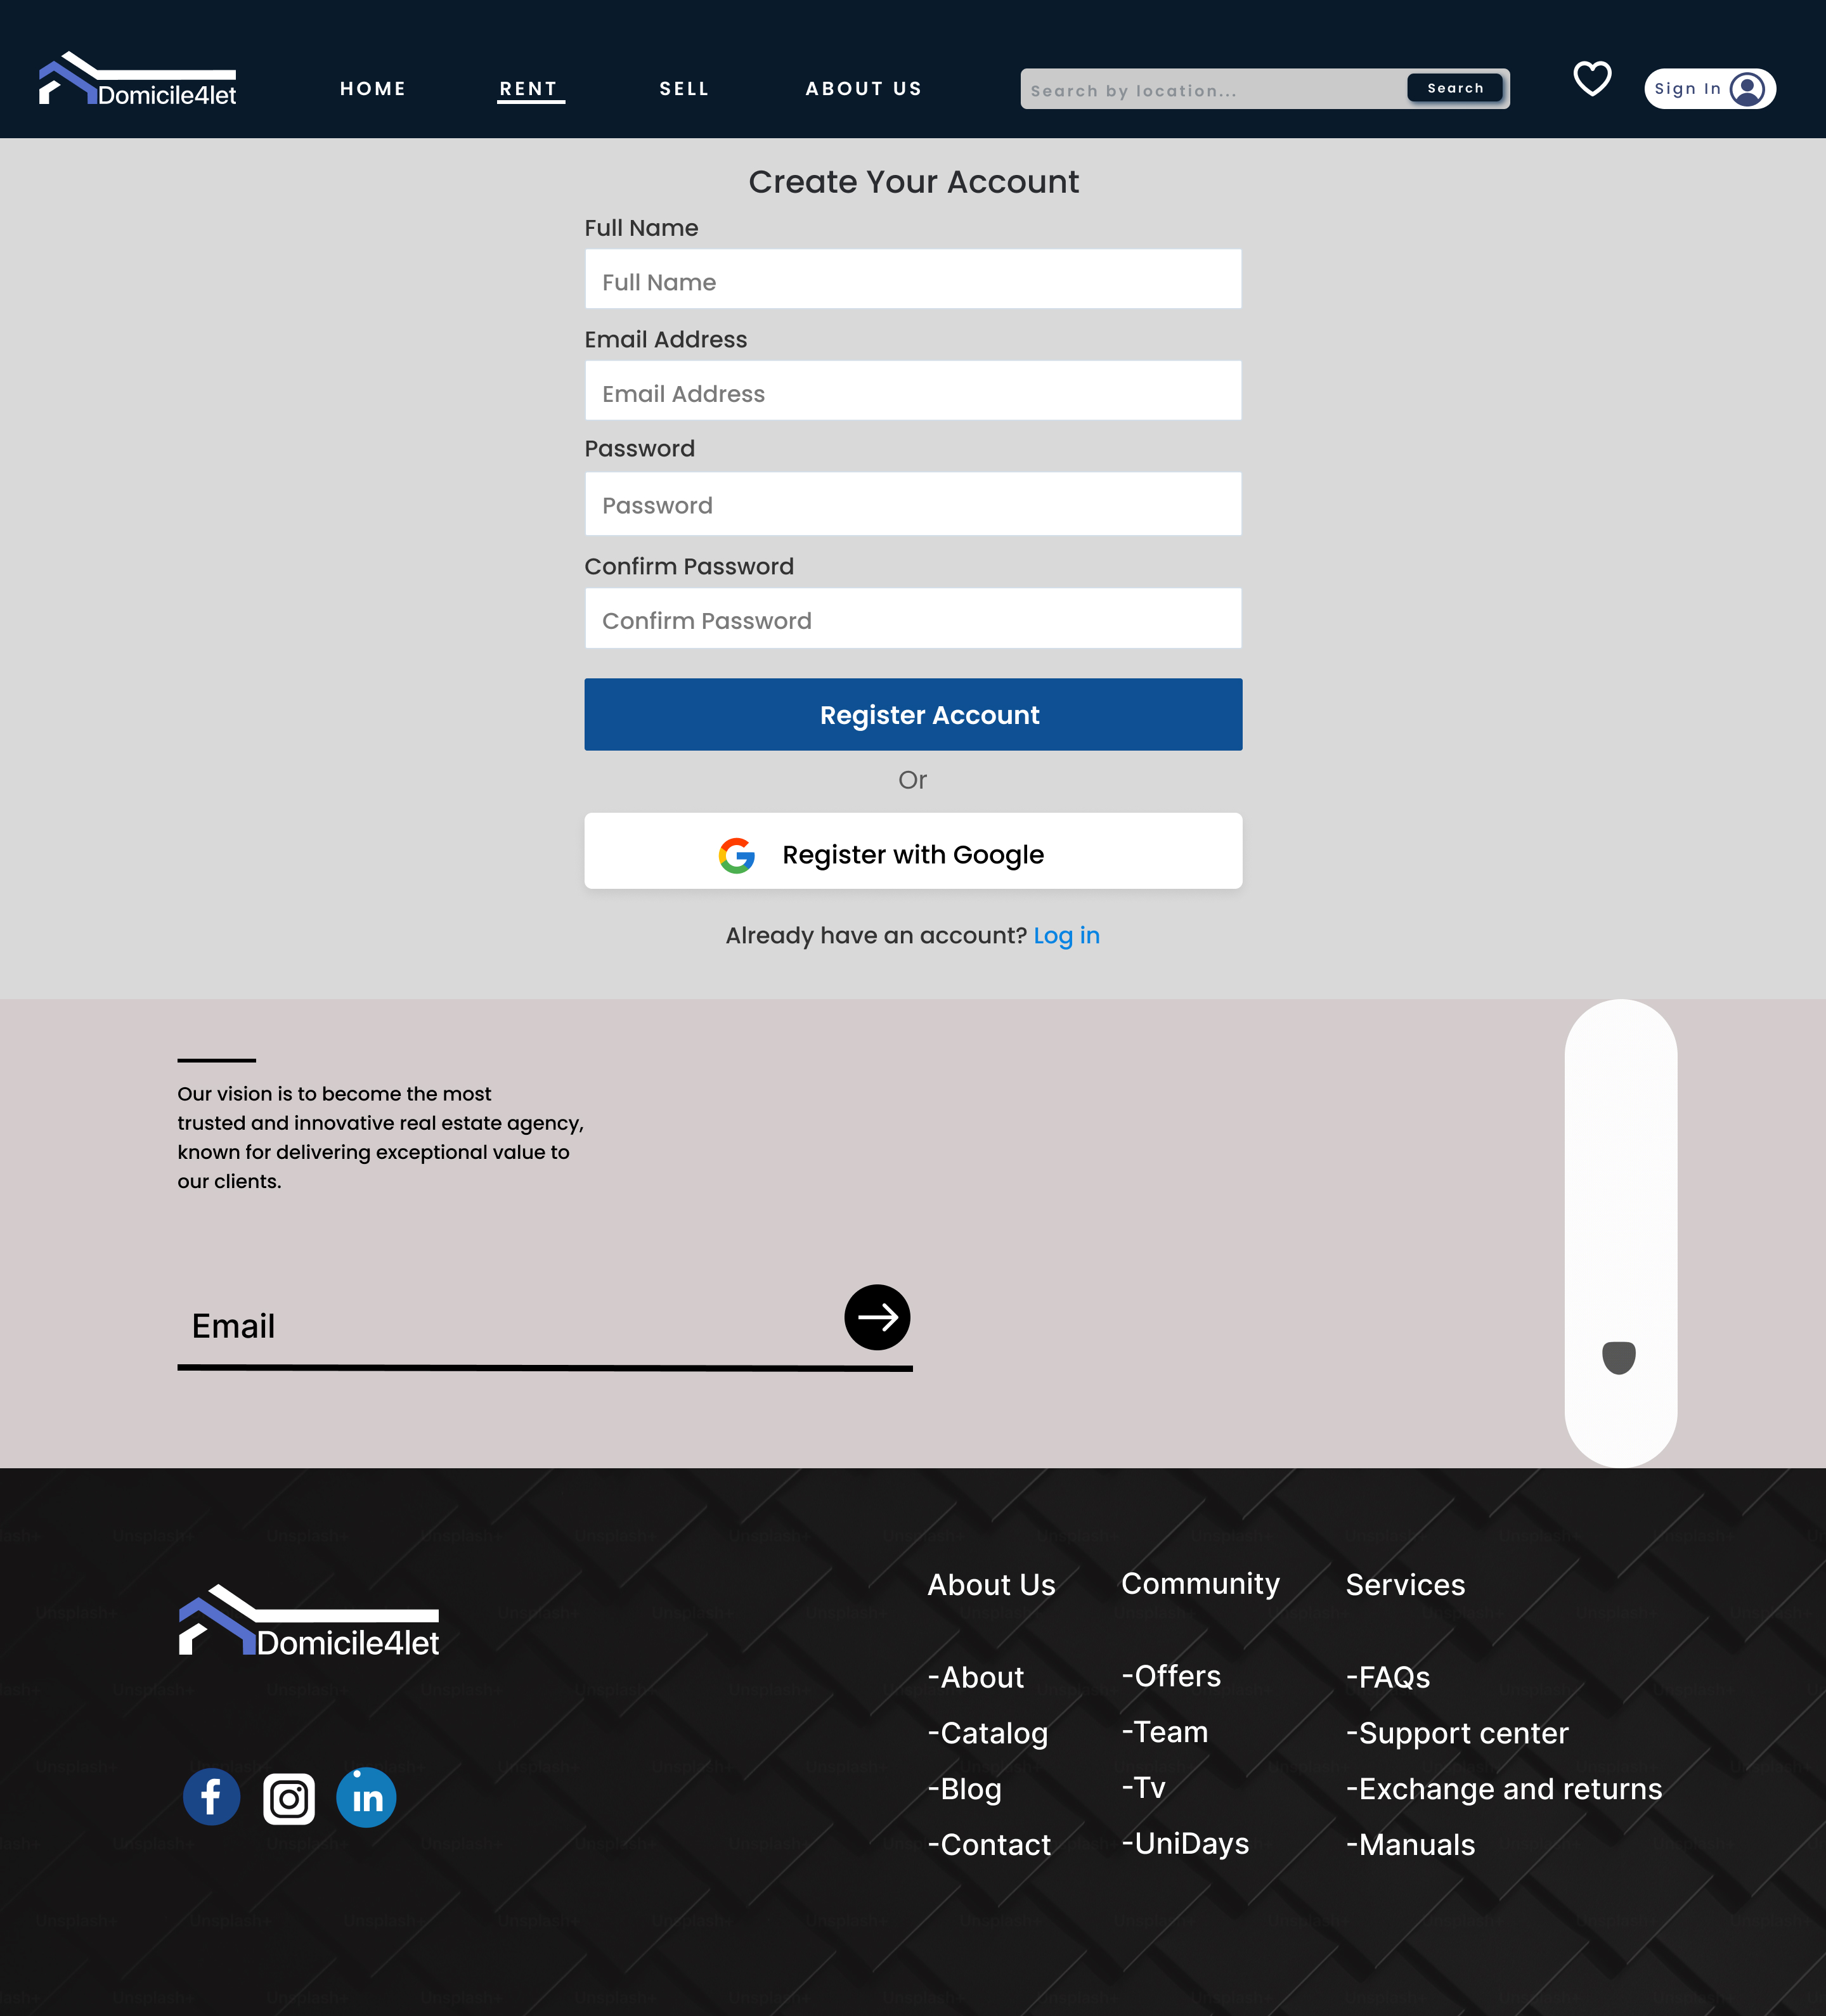 Domicile4let
HOME
RENT
SELL
ABOUT US
Search by location...
Search
Sign In
Create Your Account
Full Name
Full Name
Email Address
Email Address
Password
Password
Confirm Password
Confirm Password
Register Account
Or
Register with Google
Already have an account? Log in
Our vision is to become the most
trusted and innovative real estate agency,
known for delivering exceptional value to
our clients.
Email
Domicile4let
About Us
-About
-Catalog
-Blog
-Contact
Community
-Offers
-Team
-Tv
-UniDays
Services
-FAQs
-Support center
-Exchange and returns
-Manuals
f
in
Unsplash+